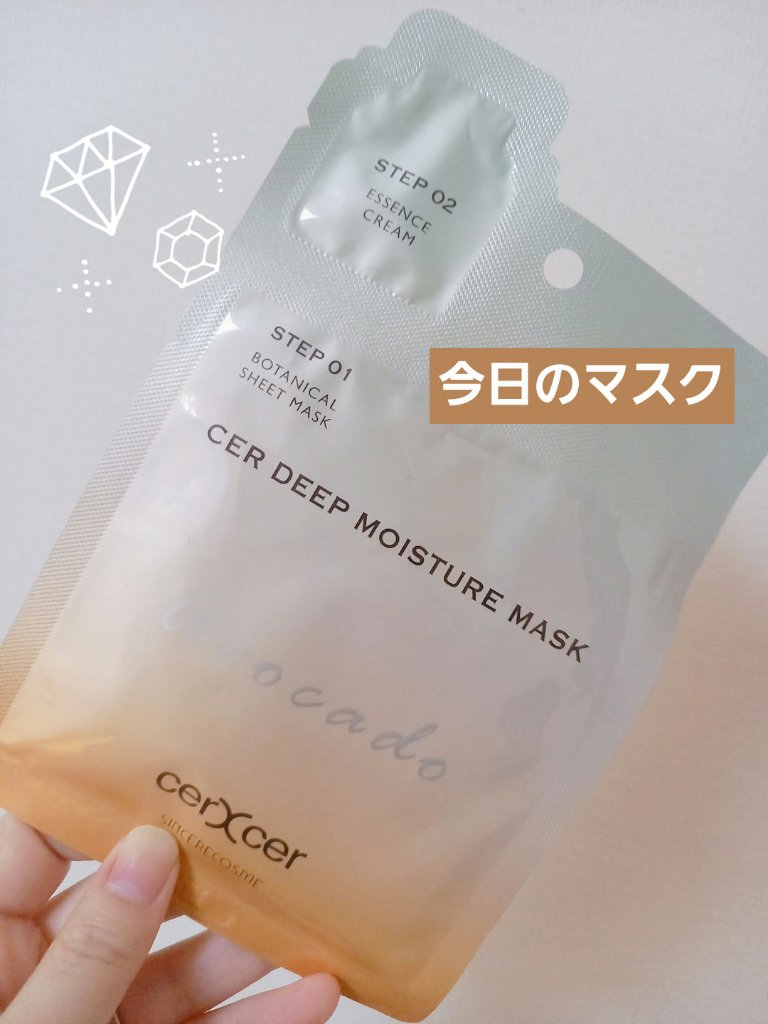 STEP 02
ESSENCE
CREAM
STEP 01
BOTANICAL
SHEET MASK
今日のマスク
CER DEEP MOISTURE MASK
avocado
cerXcer
SINCERECOSME